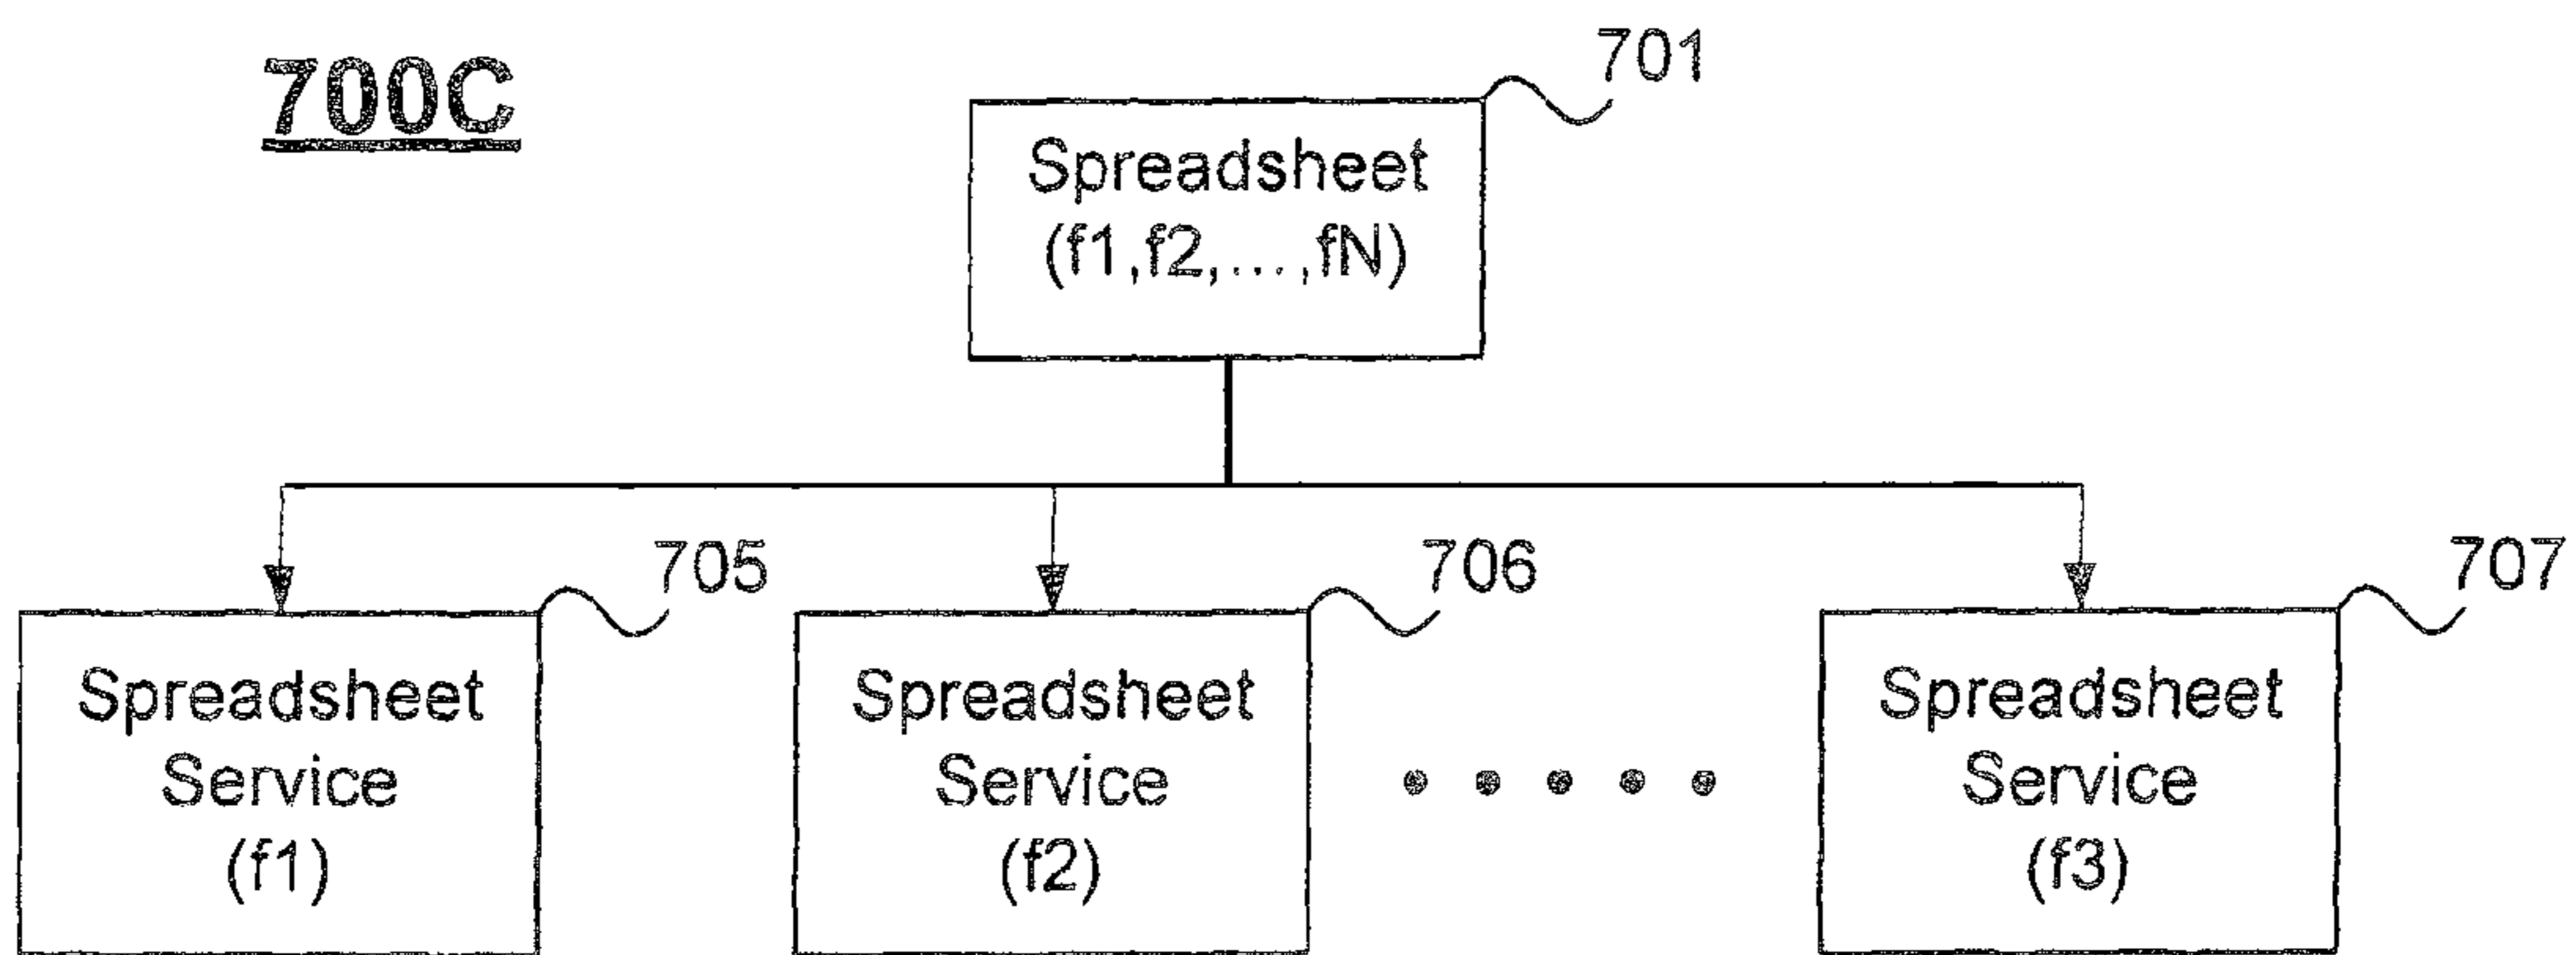 700C
701
Spreadsheet
(f1,f2,...,fN)
705
706
707
Spreadsheet
Service
(f1)
Spreadsheet
Service
(f2)
Spreadsheet
Service
(f3)